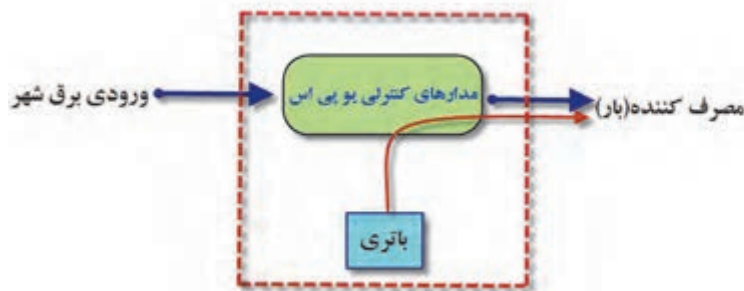 ورودی برق شهر
مدارهای کنترلی یو پی اس
مصرف کننده(بار)
باتری